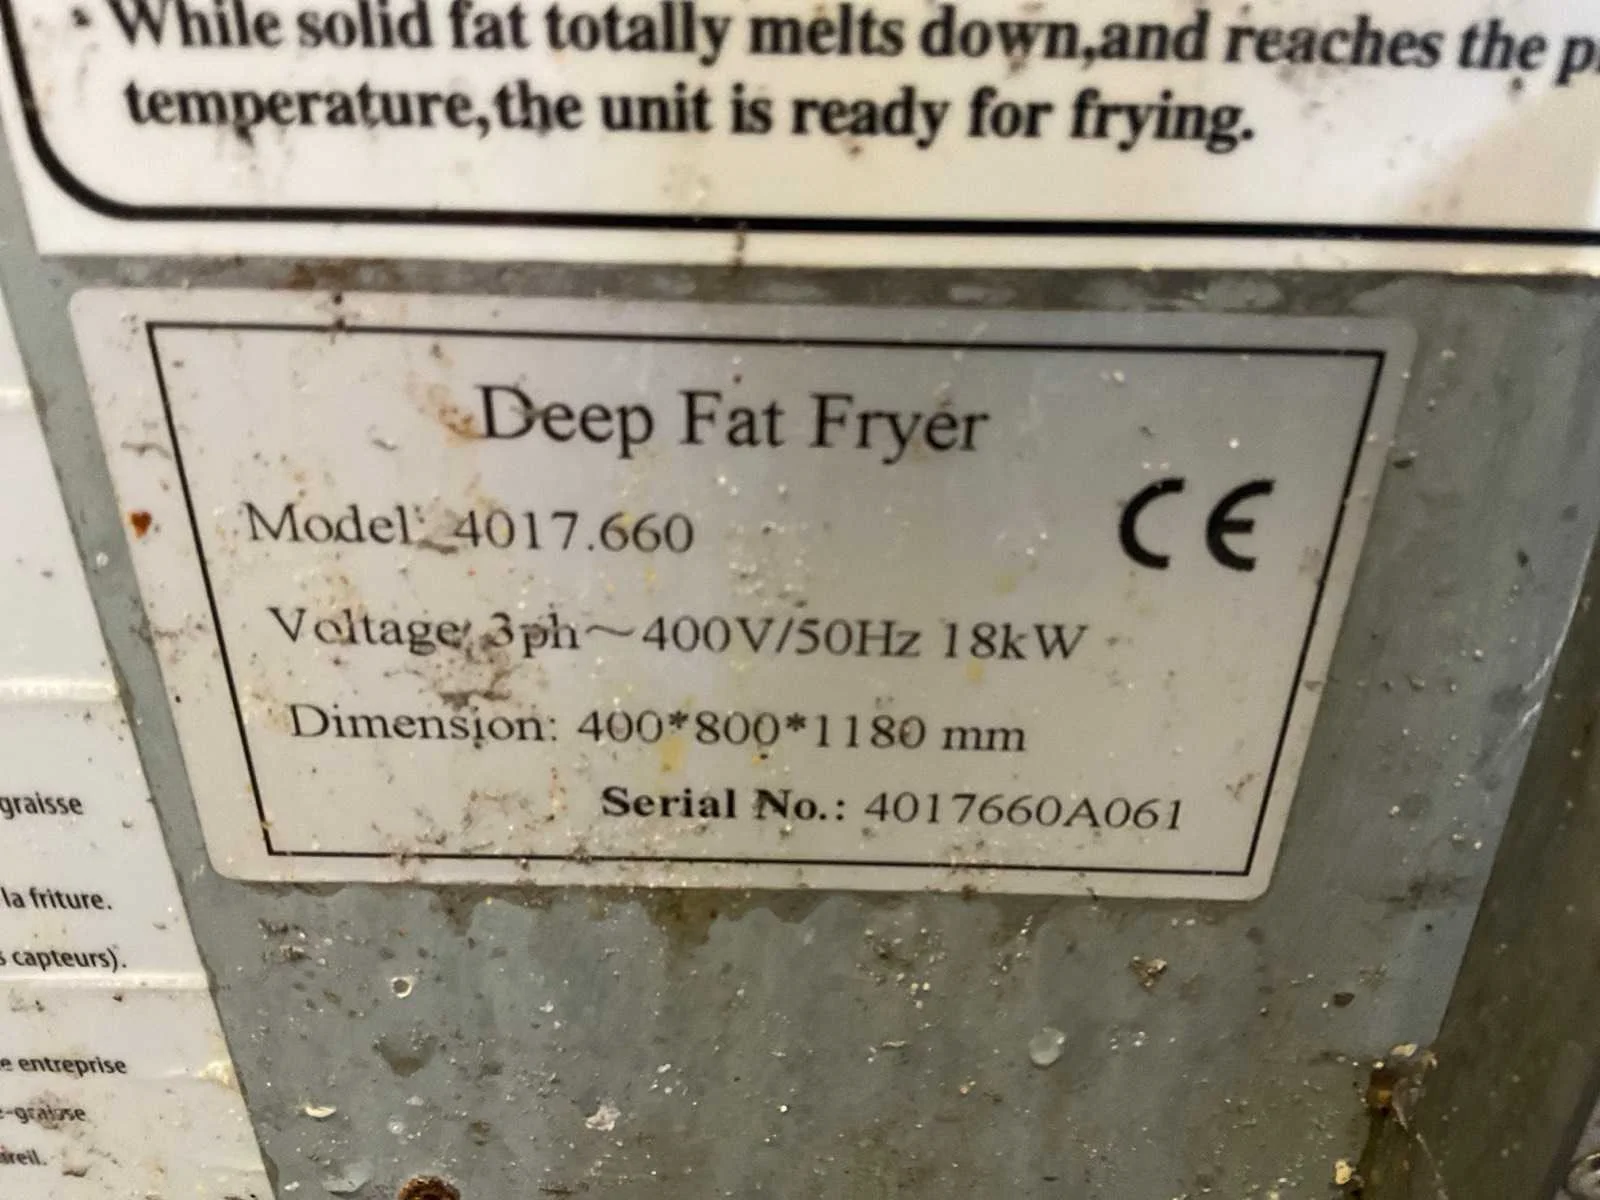 • While solid fat totally melts down,and reaches the
temperature,the unit is ready for frying.
Deep Fat Fryer
Model: 4017.660
CE
Voltage: 3ph~400V/50Hz 18kW
Dimension: 400*800*1180 mm
Serial No.: 4017660A061
graisse
la friture.
capteurs).
entreprise